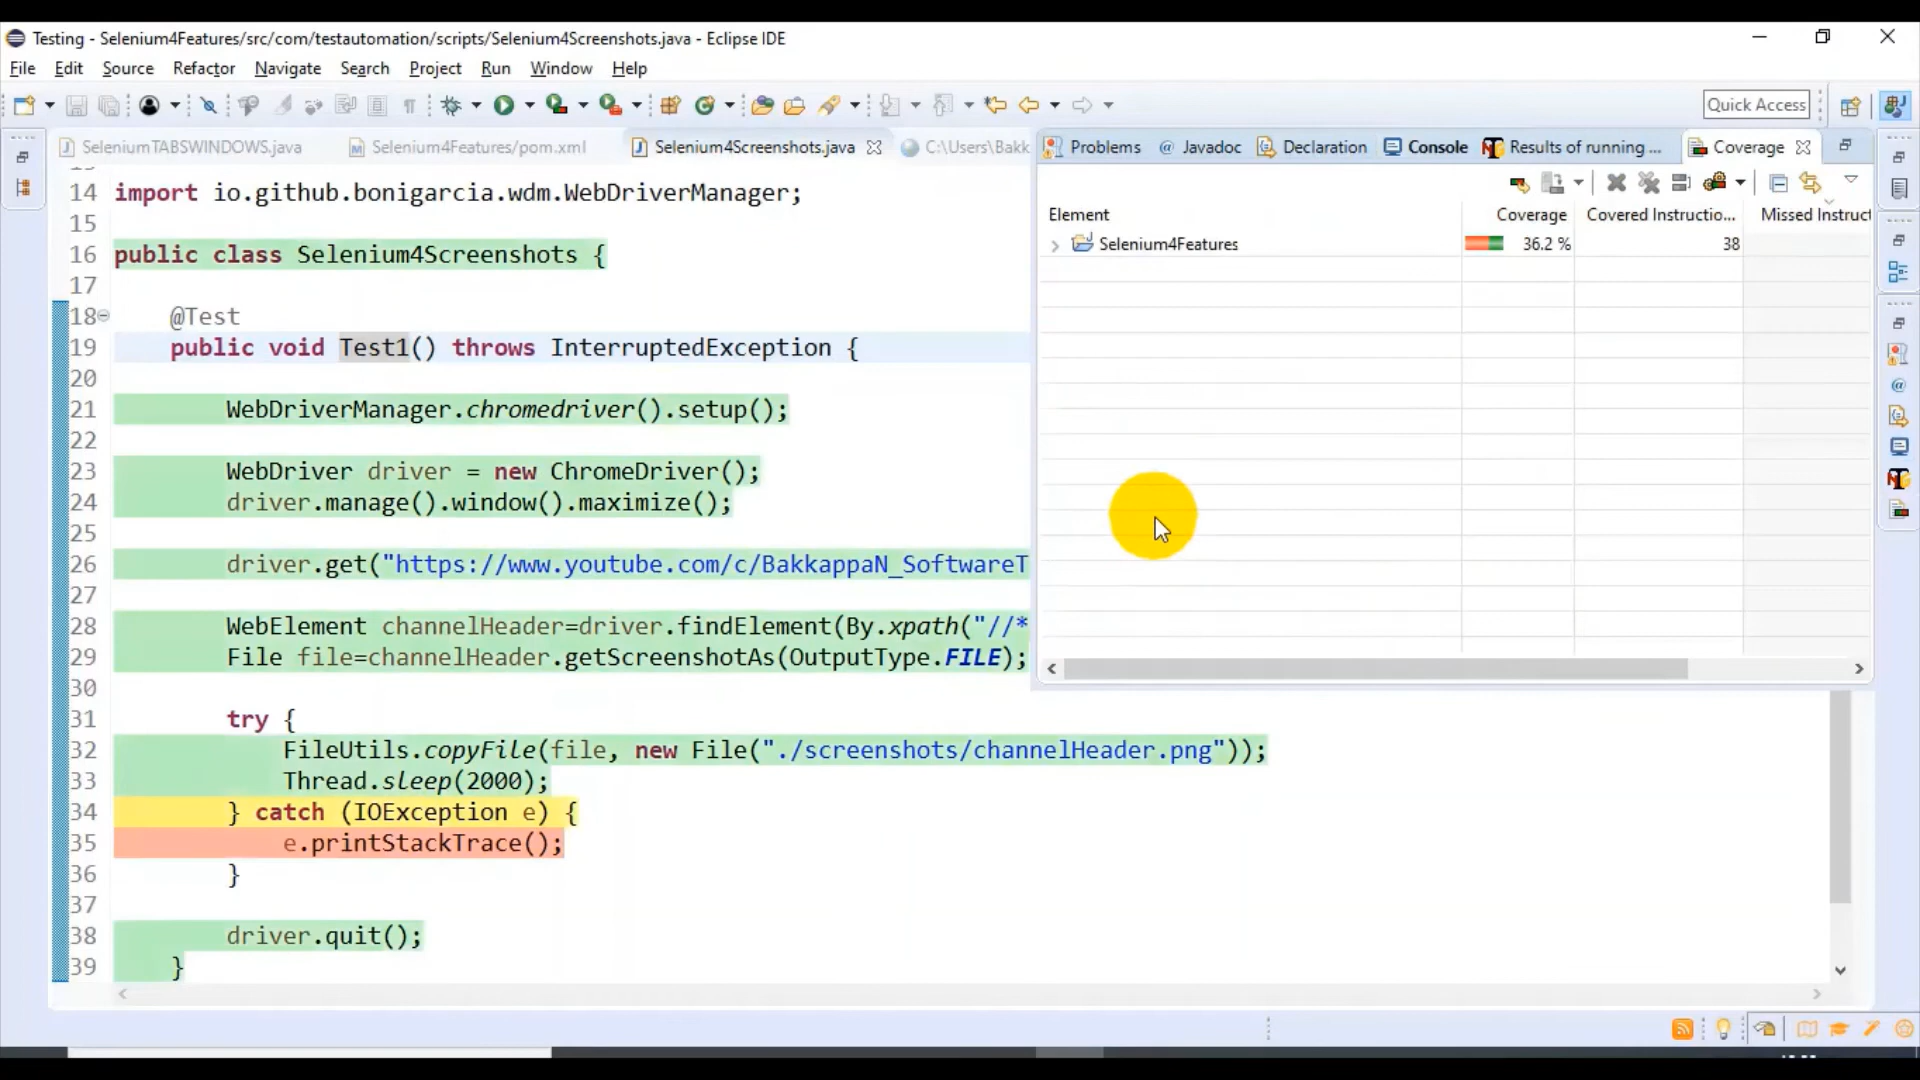 Testing - Selenium4Features/src/com/testautomation/scripts/Selenium4Screenshots.java - Eclipse IDE
File Edit Source Refactor Navigate Search Project Run Window Help
Quick Access
SeleniumTABSWINDOWS.java Selenium4Features/pom.xml Selenium4Screenshots.java C:\Users\Bakk
Problems Javadoc Declaration Console Results of running ... Coverage
Element Coverage Covered Instructio... Missed Instruct
Selenium4Features 36.2 % 38
14 import io.github.bonigarcia.wdm.WebDriverManager;
15
16 public class Selenium4Screenshots {
17
18 @Test
19 public void Test1() throws InterruptedException {
20
21 WebDriverManager.chromedriver().setup();
22
23 WebDriver driver = new ChromeDriver();
24 driver.manage().window().maximize();
25
26 driver.get("https://www.youtube.com/c/BakkappaN_SoftwareT
27
28 WebElement channelHeader=driver.findElement(By.xpath("//*
29 File file=channelHeader.getScreenshotAs(OutputType.FILE);
30
31 try {
32 FileUtils.copyFile(file, new File("./screenshots/channelHeader.png"));
33 Thread.sleep(2000);
34 } catch (IOException e) {
35 e.printStackTrace();
36 }
37
38 driver.quit();
39 }